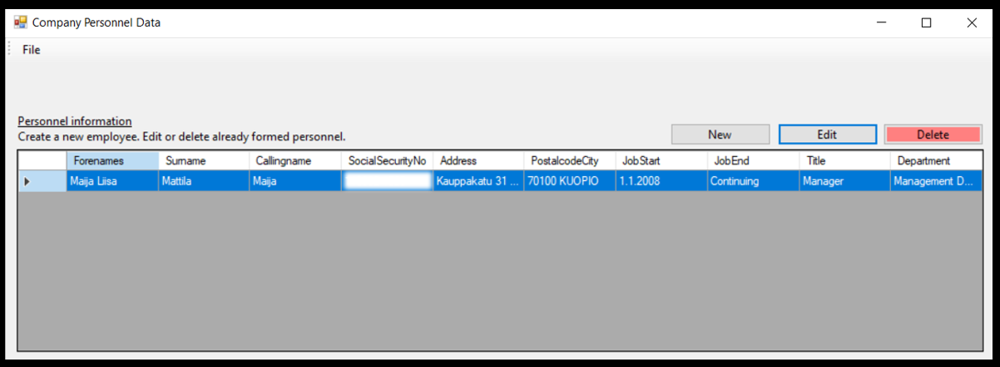 Company Personnel Data
File
Personnel information
Create a new employee. Edit or delete already formed personnel.
New Edit Delete
Forenames Surname Callingname SocialSecurityNo Address PostalcodeCity JobStart JobEnd Title Department
Maija Liisa Mattila Maija Kauppakatu 31 ... 70100 KUOPIO 1.1.2008 Continuing Manager Management D...